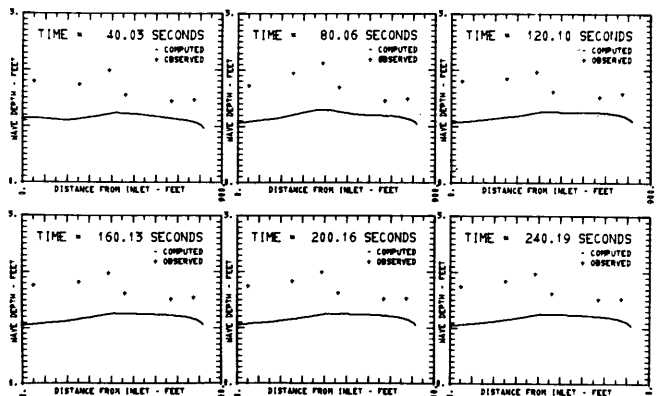 TIME = 40.03 SECONDS
- COMPUTED
+ OBSERVED
WAVE DEPTH - FEET
DISTANCE FROM INLET - FEET
TIME = 80.06 SECONDS
- COMPUTED
+ OBSERVED
WAVE DEPTH - FEET
DISTANCE FROM INLET - FEET
TIME = 120.10 SECONDS
- COMPUTED
+ OBSERVED
WAVE DEPTH - FEET
DISTANCE FROM INLET - FEET
TIME = 160.13 SECONDS
- COMPUTED
+ OBSERVED
WAVE DEPTH - FEET
DISTANCE FROM INLET - FEET
TIME = 200.16 SECONDS
- COMPUTED
+ OBSERVED
WAVE DEPTH - FEET
DISTANCE FROM INLET - FEET
TIME = 240.19 SECONDS
- COMPUTED
+ OBSERVED
WAVE DEPTH - FEET
DISTANCE FROM INLET - FEET